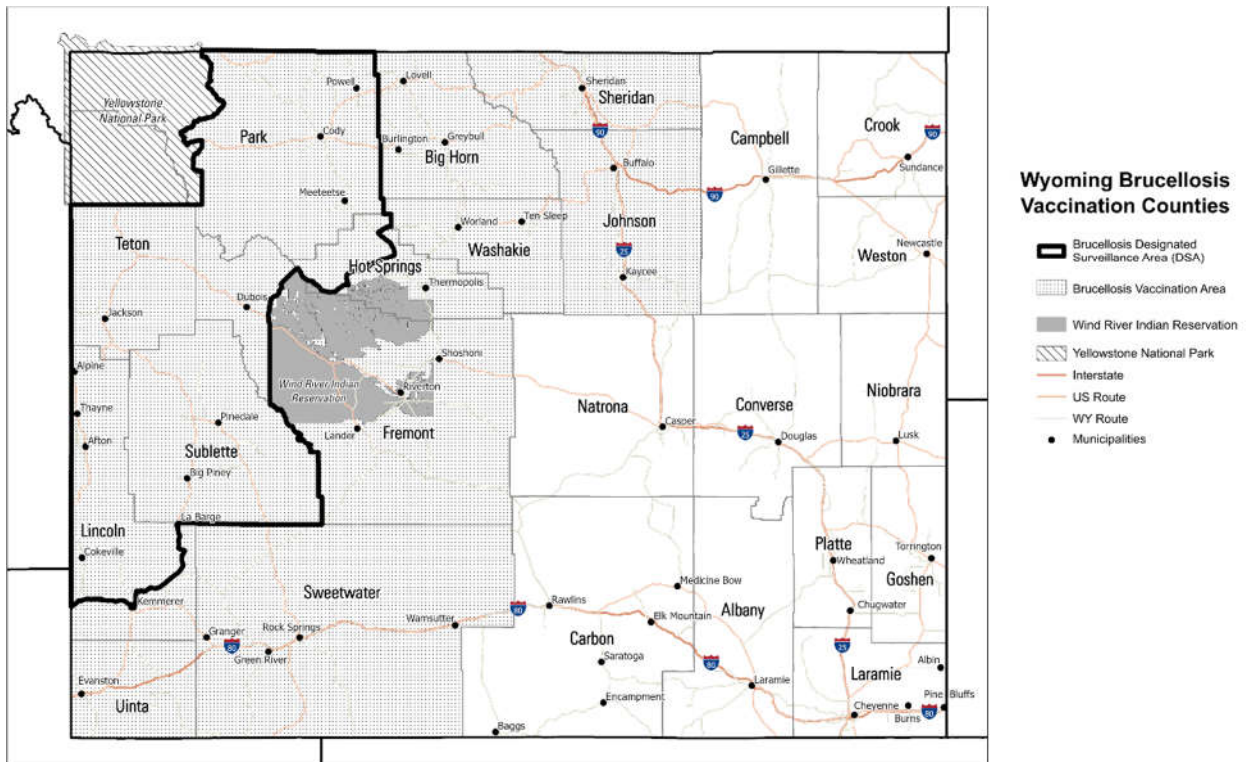 Yellowstone
National Park
Powell
Lovell
Sheridan
Sheridan
Park
Cody
Burlington
Greybull
Big Horn
90
Buffalo
Campbell
Gillette
90
Crook
90
Sundance
Meeteetse
Worland
Ten Sleep
Washakie
Johnson
25
Kaycee
Newcastle
Weston
Teton
Hot Springs
Thermopolis
Dubois
Jackson
Alpine
Thayne
Afton
Shoshoni
Wind River Indian
Reservation
Riverton
Lander
Fremont
Pinedale
Sublette
Big Piney
La Barge
Natrona
Casper
Converse
25
Douglas
Niobrara
Lusk
Lincoln
Cokeville
Kemmerer
Sweetwater
Granger
80
Rock Springs
Green River
Wamsutter
80
Evanston
Uinta
Rawlins
Medicine Bow
Elk Mountain
Albany
Carbon
Saratoga
80
Encampment
Baggs
Laramie
Platte
Wheatland
Torrington
Goshen
Chugwater
25
Laramie
Albin
Pine Bluffs
Cheyenne
Burns
80
Wyoming Brucellosis
Vaccination Counties
Brucellosis Designated
Surveillance Area (DSA)
Brucellosis Vaccination Area
Wind River Indian Reservation
Yellowstone National Park
Interstate
US Route
WY Route
Municipalities